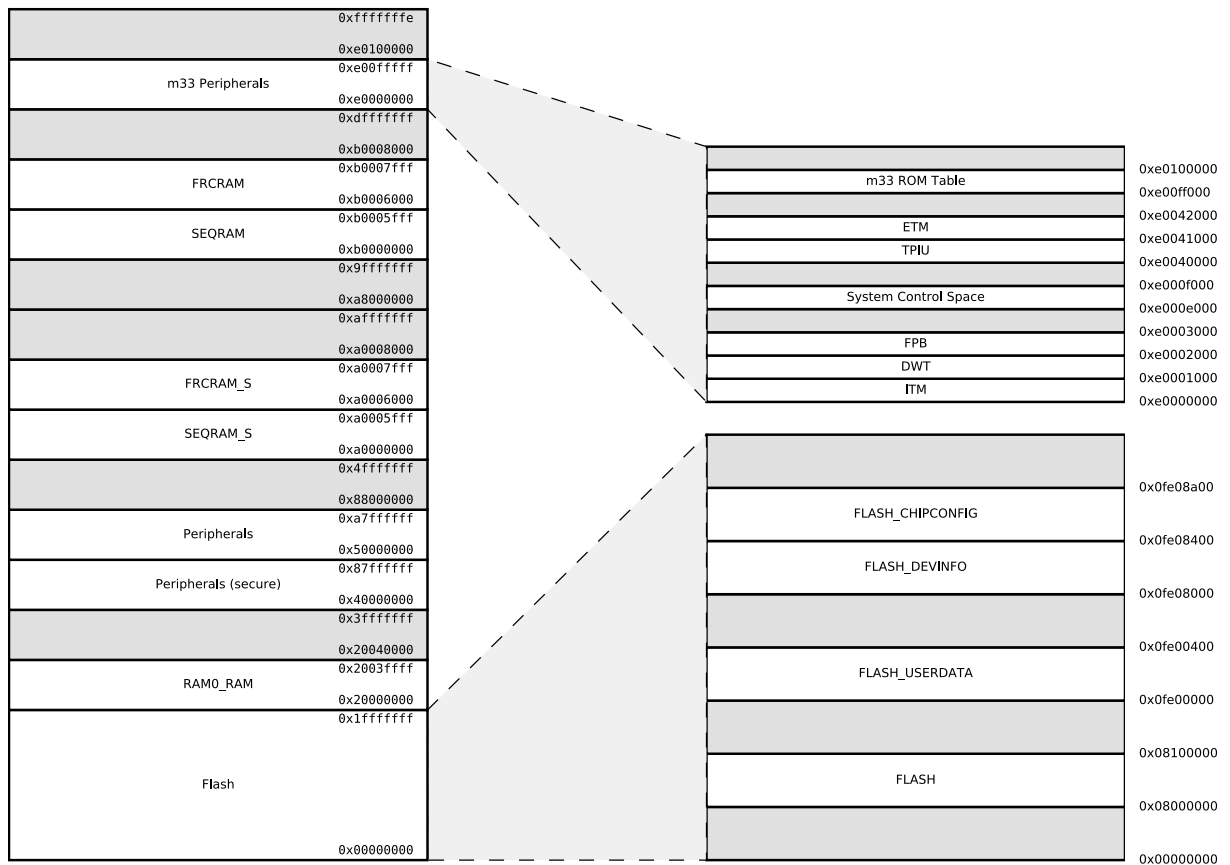 0xfffffffe
0xe0100000
0xe00fffff
m33 Peripherals
0xe0000000
0xdfffffff
0xb0008000
0xb0007fff
FRCRAM
0xb0006000
0xb0005fff
SEQRAM
0xb0000000
0x9fffffff
0xa8000000
0xafffffff
0xa0008000
0xa0007fff
FRCRAM_S
0xa0006000
0xa0005fff
SEQRAM_S
0xa0000000
0x4fffffff
0x88000000
0xa7ffffff
Peripherals
0x50000000
0x87ffffff
Peripherals (secure)
0x40000000
0x3fffffff
0x20040000
0x2003ffff
RAM0_RAM
0x20000000
0x1fffffff
Flash
0x00000000
0xe0100000
m33 ROM Table
0xe00ff000
0xe0042000
ETM
0xe0041000
TPIU
0xe0040000
0xe000f000
System Control Space
0xe000e000
0xe0003000
FPB
0xe0002000
DWT
0xe0001000
ITM
0xe0000000
0x0fe08a00
FLASH_CHIPCONFIG
0x0fe08400
FLASH_DEVINFO
0x0fe08000
0x0fe00400
FLASH_USERDATA
0x0fe00000
0x08100000
FLASH
0x08000000
0x00000000